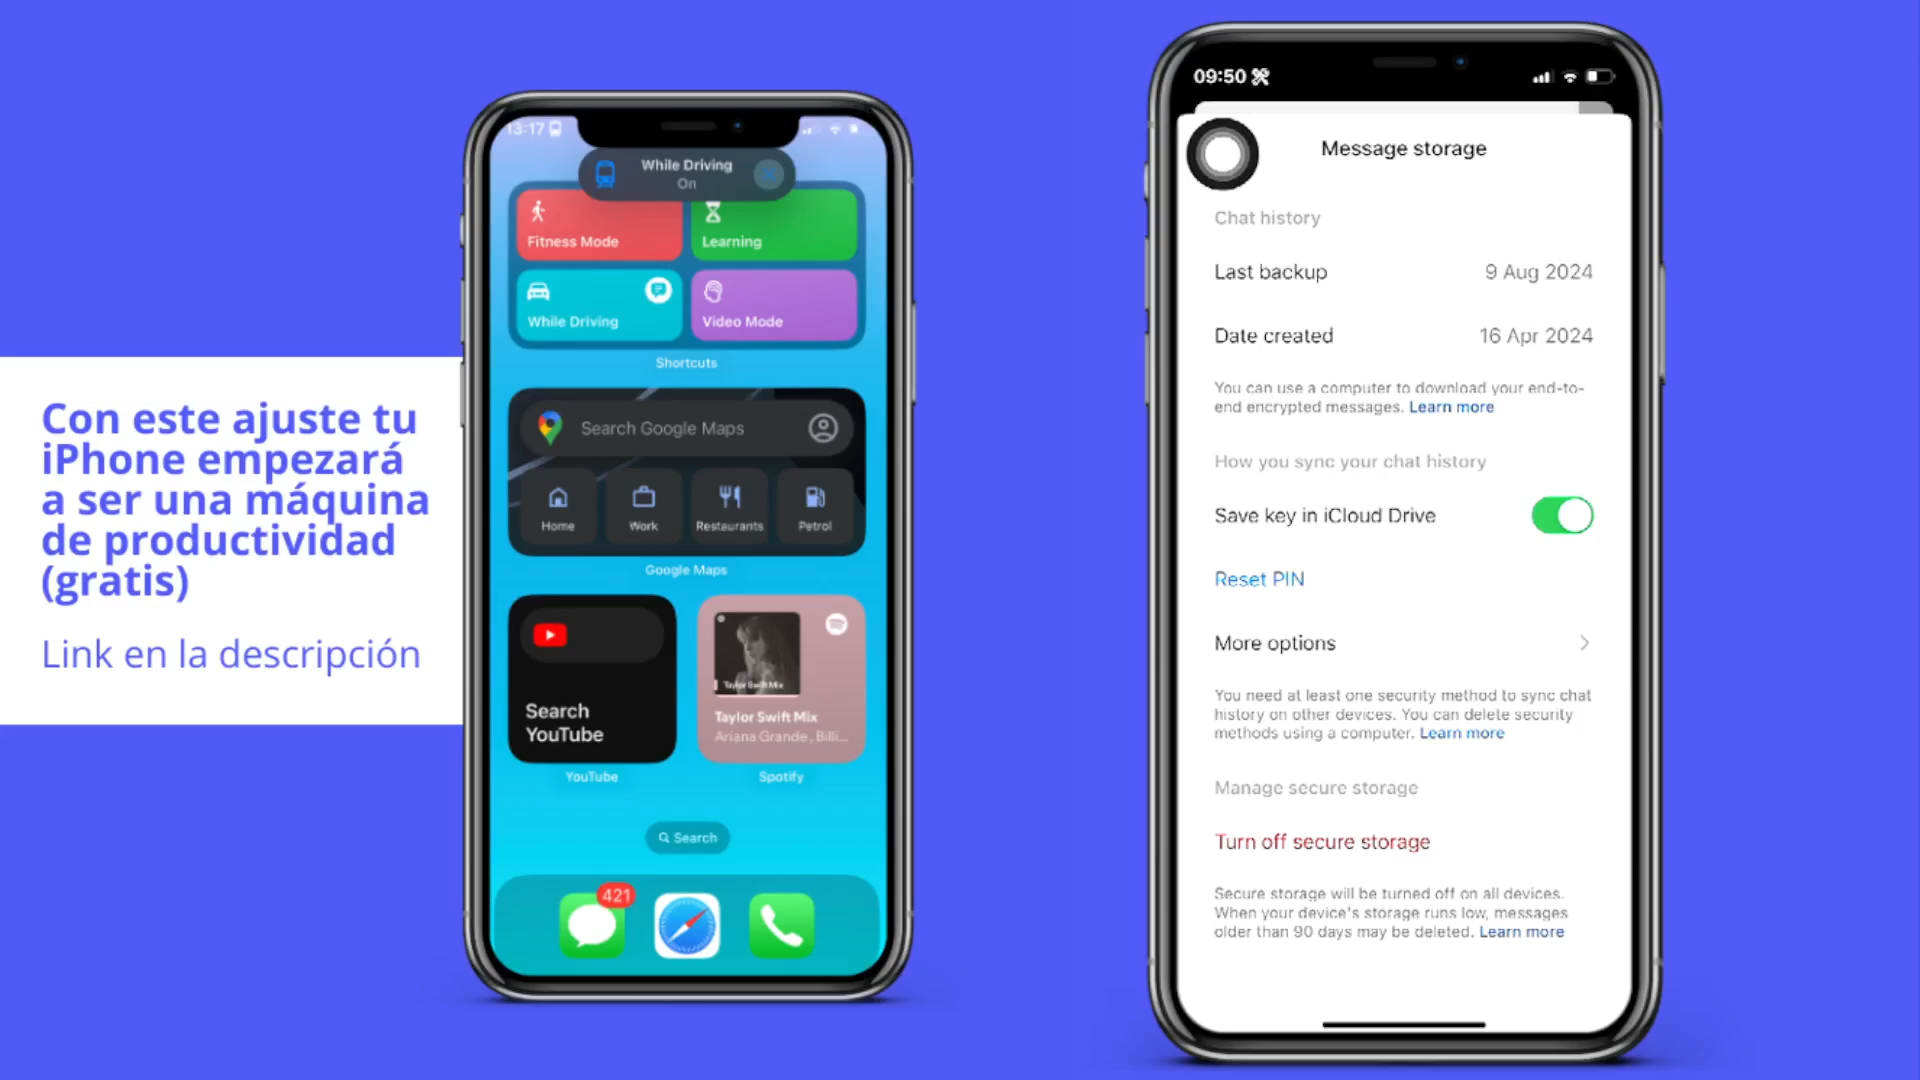 Con este ajuste tu
iPhone empezará
a ser una máquina
de productividad
(gratis)
Link en la descripción
13:17
While Driving
On
Fitness Mode
Learning
While Driving
Video Mode
Shortcuts
Search Google Maps
Home
Work
Restaurants
Petrol
Google Maps
Search
YouTube
YouTube
Taylor Swift Mix
Taylor Swift Mix
Ariana Grande, Billi...
Spotify
Search
421
09:50
Message storage
Chat history
Last backup
9 Aug 2024
Date created
16 Apr 2024
You can use a computer to download your end-to-
end encrypted messages. Learn more
How you sync your chat history
Save key in iCloud Drive
Reset PIN
More options
You need at least one security method to sync chat
history on other devices. You can delete security
methods using a computer. Learn more
Manage secure storage
Turn off secure storage
Secure storage will be turned off on all devices.
When your device's storage runs low, messages
older than 90 days may be deleted. Learn more